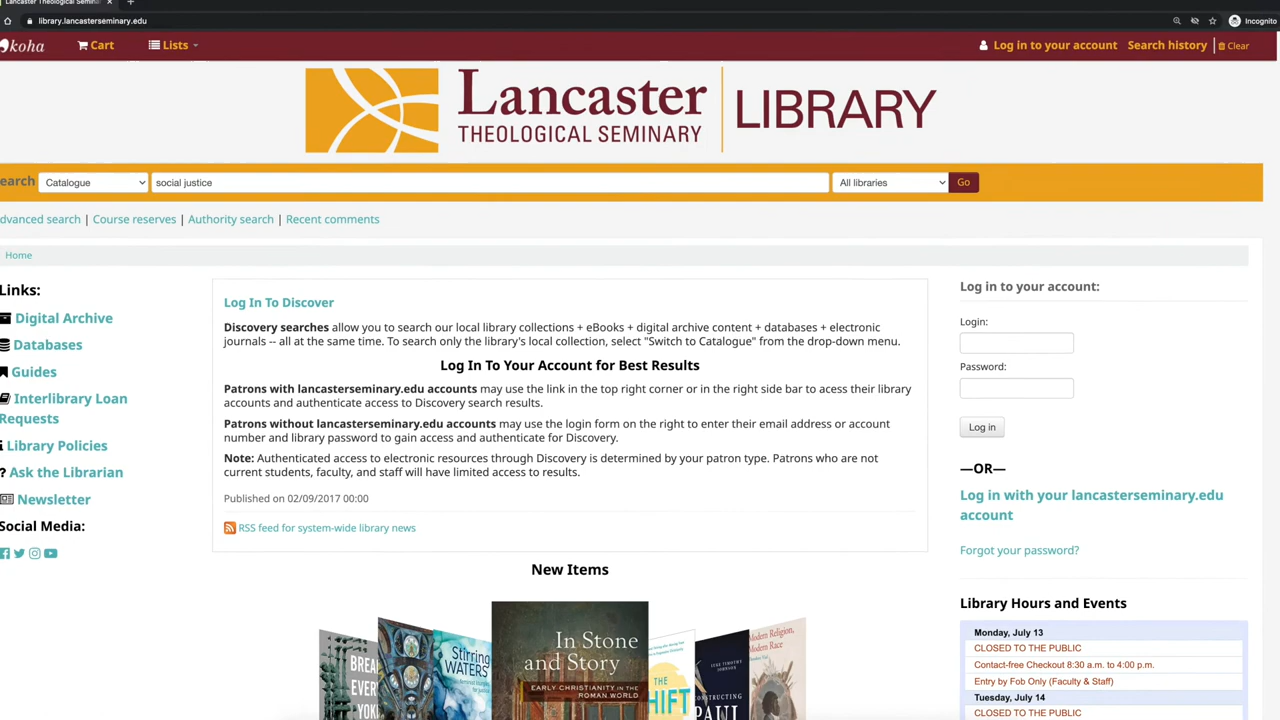 Lancaster Theological Semina
library.lancasterseminary.edu
Incognito
koha
Cart
Lists
Log in to your account
Search history
Clear
Lancaster
THEOLOGICAL SEMINARY
LIBRARY
earch
Catalogue
social justice
All libraries
Go
dvanced search | Course reserves | Authority search | Recent comments
Home
Links:
Digital Archive
Databases
Guides
Interlibrary Loan
Requests
Library Policies
Ask the Librarian
Newsletter
Social Media:
Log In To Discover
Discovery searches allow you to search our local library collections + eBooks + digital archive content + databases + electronic
journals -- all at the same time. To search only the library's local collection, select "Switch to Catalogue" from the drop-down menu.
Log In To Your Account for Best Results
Patrons with lancasterseminary.edu accounts may use the link in the top right corner or in the right side bar to acess their library
accounts and authenticate access to Discovery search results.
Patrons without lancasterseminary.edu accounts may use the login form on the right to enter their email address or account
number and library password to gain access and authenticate for Discovery.
Note: Authenticated access to electronic resources through Discovery is determined by your patron type. Patrons who are not
current students, faculty, and staff will have limited access to results.
Published on 02/09/2017 00:00
RSS feed for system-wide library news
New Items
BREAK
EVERY
YOKE
Stirring
WATERS
In Stone
and Story
EARLY CHRISTIANITY IN THE
ROMAN WORLD
THE
SHIFT
LUKE TIMOTHY
JOHNSON
CONSTRUCTING
PAUL
Modern Religion,
Modern Race
Log in to your account:
Login:
Password:
Log in
—OR—
Log in with your lancasterseminary.edu
account
Forgot your password?
Library Hours and Events
Monday, July 13
CLOSED TO THE PUBLIC
Contact-free Checkout 8:30 a.m. to 4:00 p.m.
Entry by Fob Only (Faculty & Staff)
Tuesday, July 14
CLOSED TO THE PUBLIC